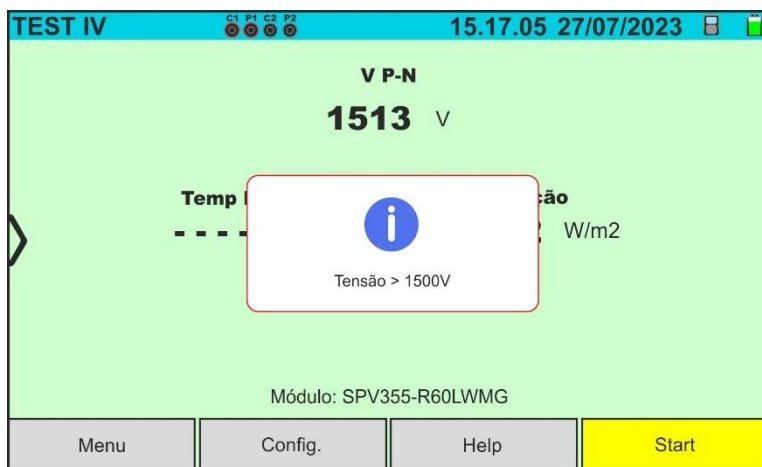 TEST IV C1 P1 C2 P2 15.17.05 27/07/2023
V P-N
1513 V
Temp
- - - - W/m2
Tensão > 1500V
Módulo: SPV355-R60LWMG
Menu Config. Help Start